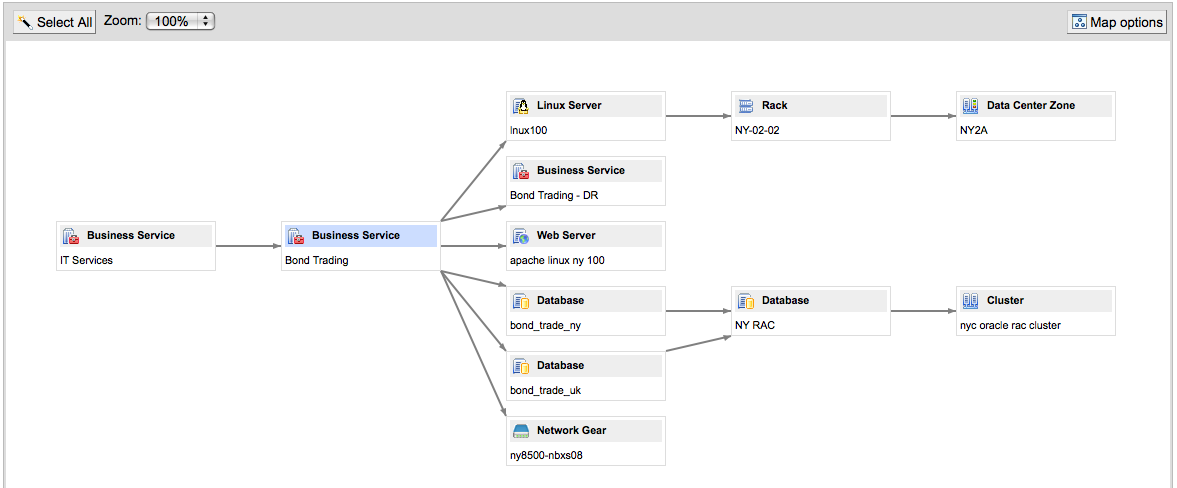 Select All Zoom: 100% Map options
Linux Server
lnux100
Rack
NY-02-02
Data Center Zone
NY2A
Business Service
Bond Trading - DR
Business Service
IT Services
Business Service
Bond Trading
Web Server
apache linux ny 100
Database
bond_trade_ny
Database
NY RAC
Cluster
nyc oracle rac cluster
Database
bond_trade_uk
Network Gear
ny8500-nbxs08